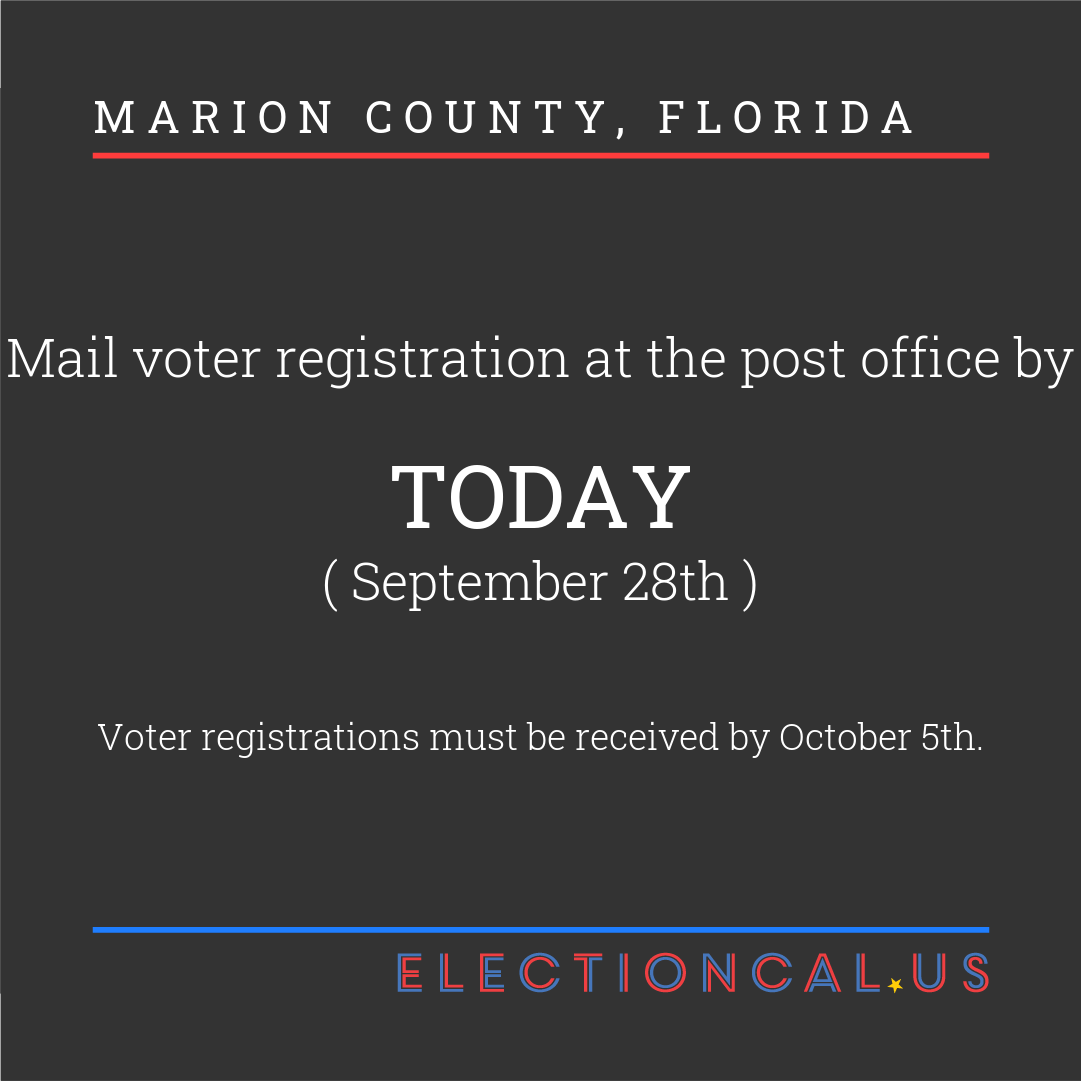 MARION COUNTY, FLORIDA
Mail voter registration at the post office by
TODAY
( September 28th )
Voter registrations must be received by October 5th.
ELECTIONCAL.US